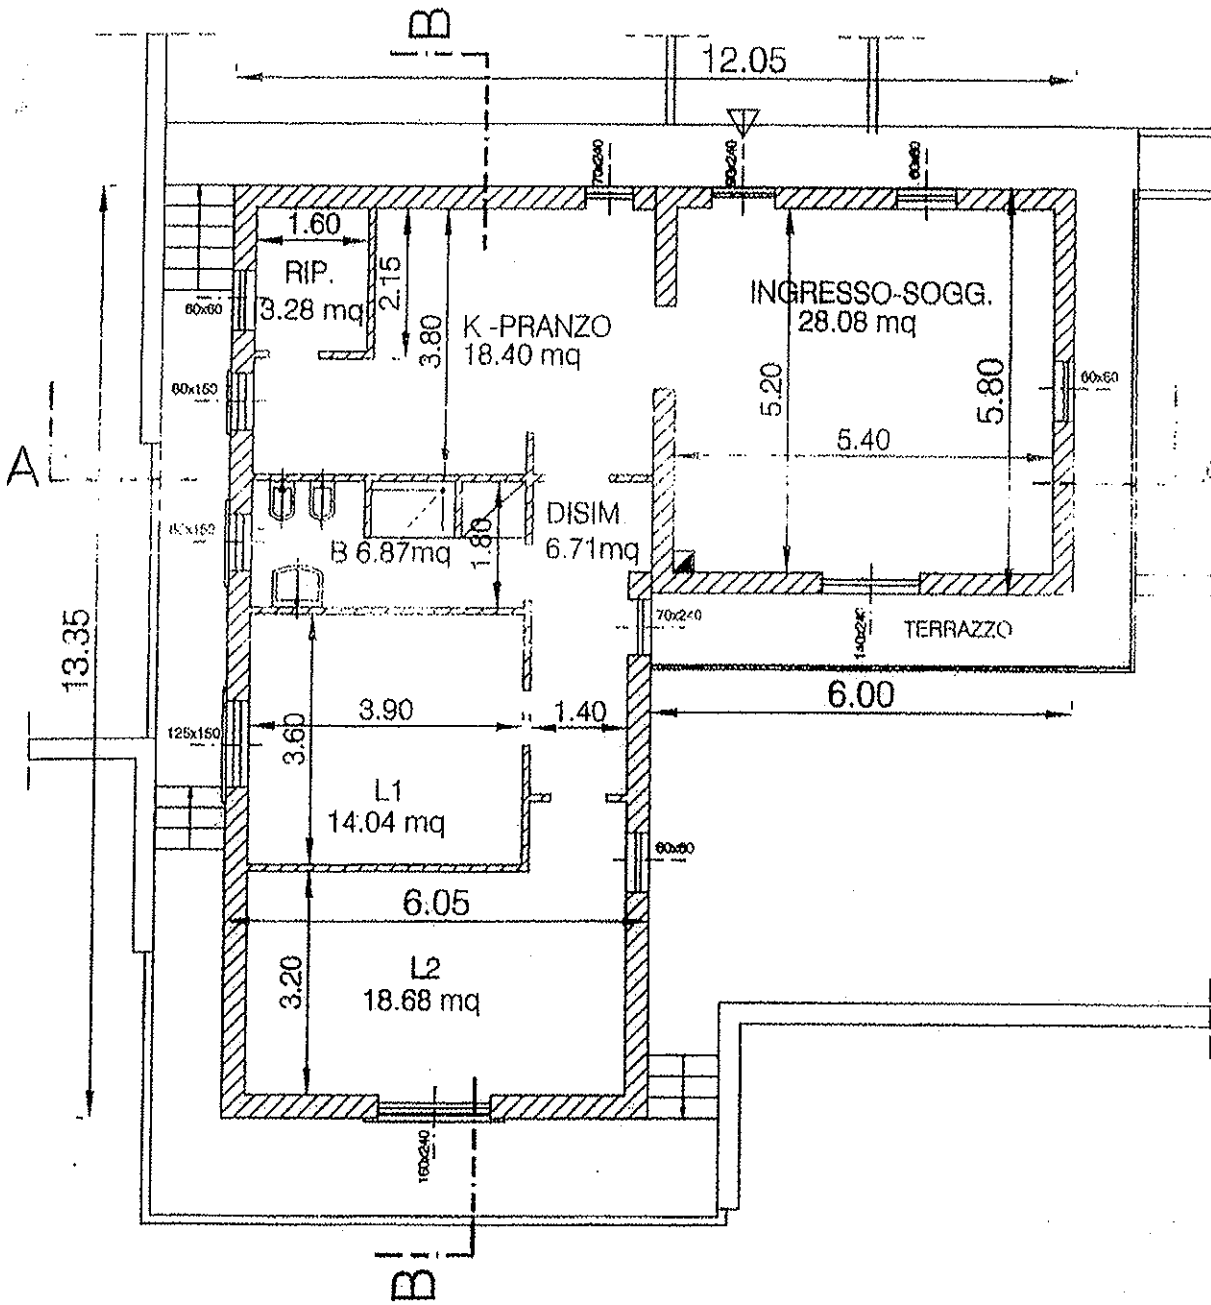 B
12.05
70x240
90x240
60x60
1.60
RIP.
3.28 mq
2.15
3.80
K -PRANZO
18.40 mq
INGRESSO-SOGG.
28.08 mq
60x60
5.20
5.80
60x60
80x150
5.40
A
DISIM
6.71mq
B 6.87mq
1.80
13.35
70x240
140x240
TERRAZZO
6.00
3.90
1.40
3.60
125x150
L1
14.04 mq
60x60
6.05
3.20
L2
18.68 mq
160x240
B